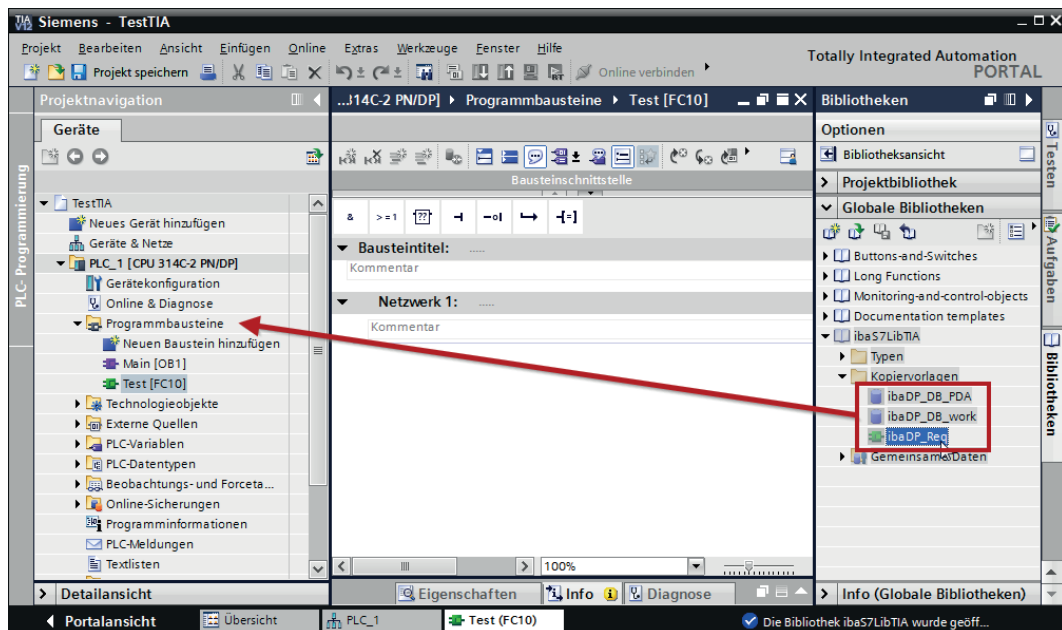 Siemens - TestTIA
Projekt Bearbeiten Ansicht Einfügen Online Extras Werkzeuge Fenster Hilfe
Totally Integrated Automation
PORTAL
Projekt speichern
Online verbinden
Projektnavigation
Geräte
PLC-Programmierung
TestTIA
Neues Gerät hinzufügen
Geräte & Netze
PLC_1 [CPU 314C-2 PN/DP]
Gerätekonfiguration
Online & Diagnose
Programmbausteine
Neuen Baustein hinzufügen
Main [OB1]
Test [FC10]
Technologieobjekte
Externe Quellen
PLC-Variablen
PLC-Datentypen
Beobachtungs- und Forceta...
Online-Sicherungen
Programminformationen
PLC-Meldungen
Textlisten
Detailansicht
...314C-2 PN/DP] Programmbausteine Test [FC10]
Bausteinschnittstelle
& >=1 ?? -| -o| -[=]
Bausteintitel: .....
Kommentar
Netzwerk 1: .....
Kommentar
100%
Eigenschaften Info Diagnose
Bibliotheken
Optionen
Bibliotheksansicht
Projektbibliothek
Globale Bibliotheken
Buttons-and-Switches
Long Functions
Monitoring-and-control-objects
Documentation templates
ibaS7LibTIA
Typen
Kopiervorlagen
ibaDP_DB_PDA
ibaDP_DB_work
ibaDP_Req
Gemeinsame Daten
Info (Globale Bibliotheken)
Testen
Aufgaben
Bibliotheken
Portalansicht Übersicht PLC_1 Test (FC10) Die Bibliothek ibaS7LibTIA wurde geöff...